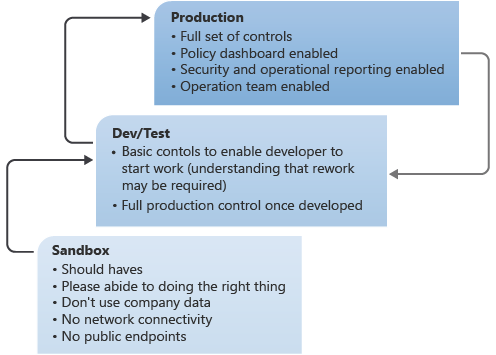 Production
• Full set of controls
• Policy dashboard enabled
• Security and operational reporting enabled
• Operation team enabled
Dev/Test
• Basic contols to enable developer to
start work (understanding that rework
may be required)
• Full production control once developed
Sandbox
• Should haves
• Please abide to doing the right thing
• Don't use company data
• No network connectivity
• No public endpoints